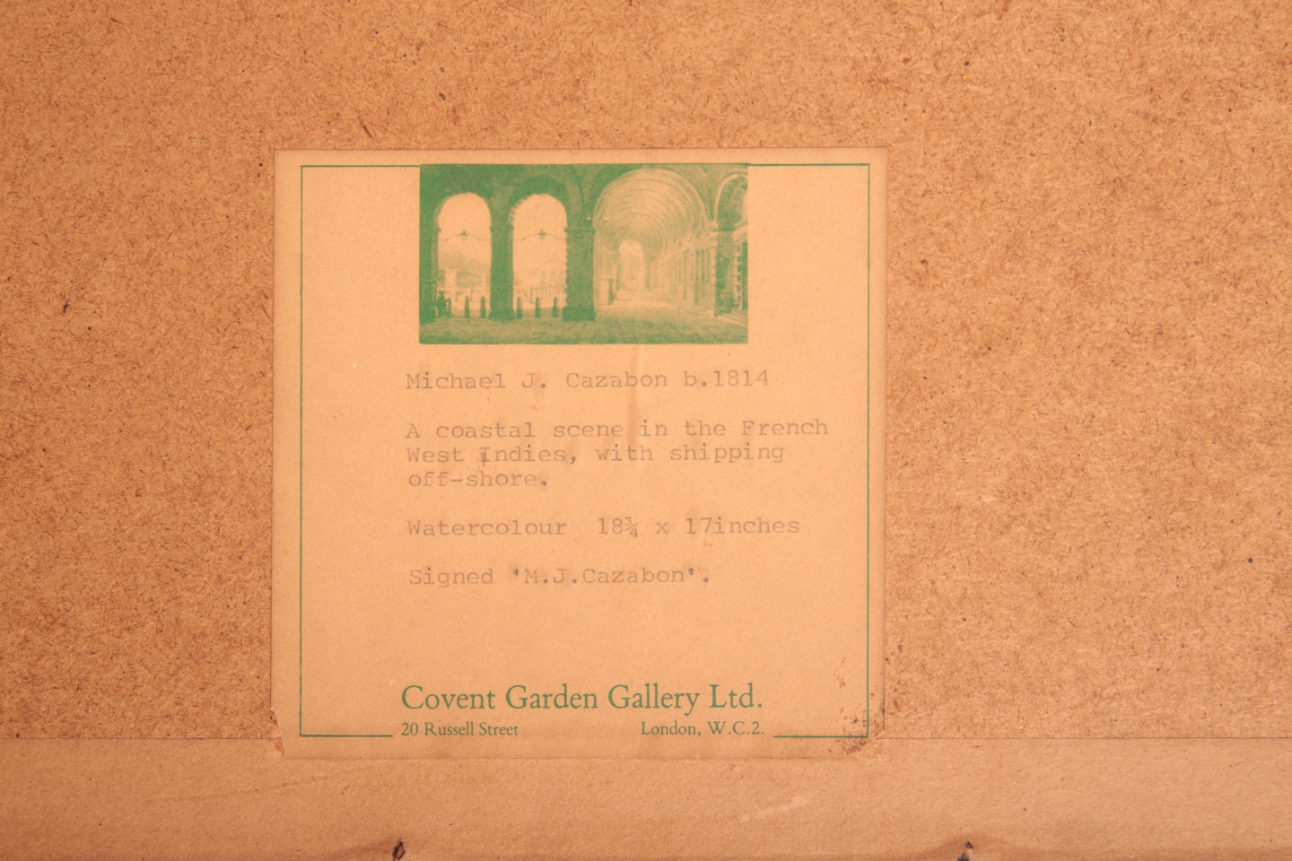 Michael J. Cazabon b.1814
A coastal scene in the French
West Indies, with shipping
off-shore.
Watercolour 18¾ x 17inches
Signed 'M.J.Cazabon'.
Covent Garden Gallery Ltd.
20 Russell Street London, W.C.2.